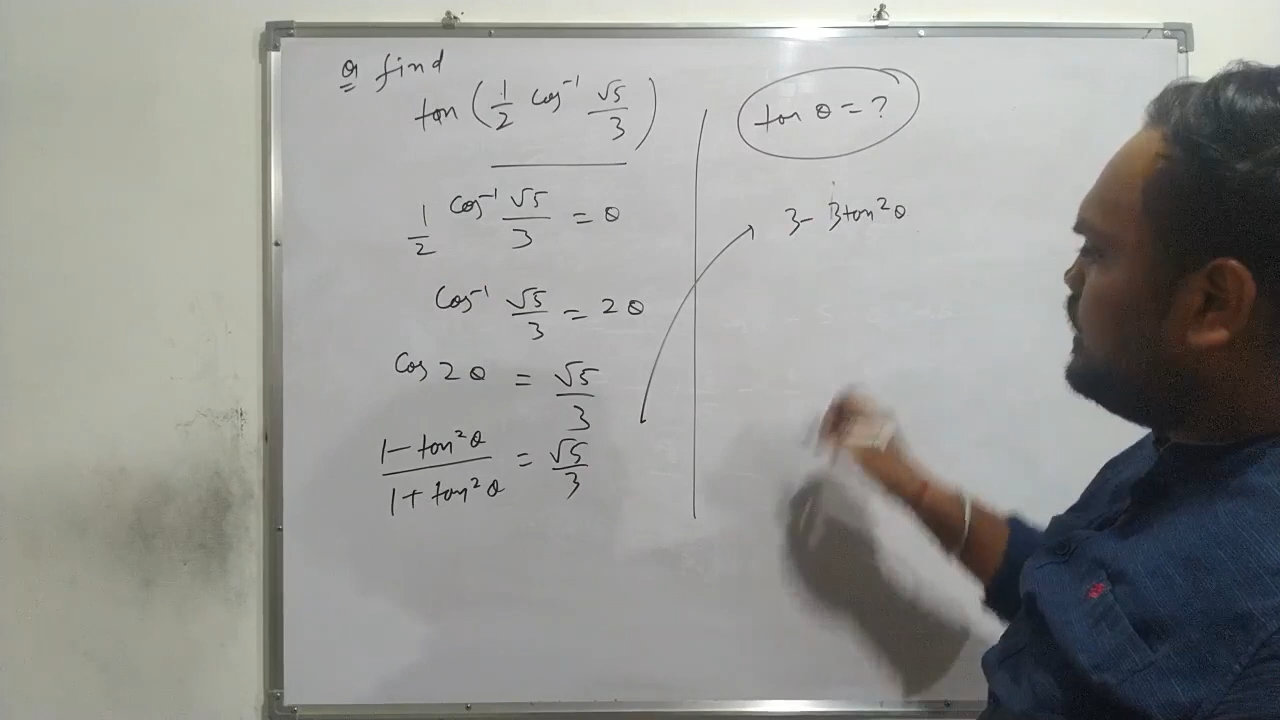 Q find
tan ( 1/2 cos⁻¹ √5/3 )
1/2 cos⁻¹ √5/3 = θ
cos⁻¹ √5/3 = 2θ
cos 2θ = √5/3
1 - tan²θ / 1 + tan²θ = √5/3
tan θ = ?
3 - 3tan²θ